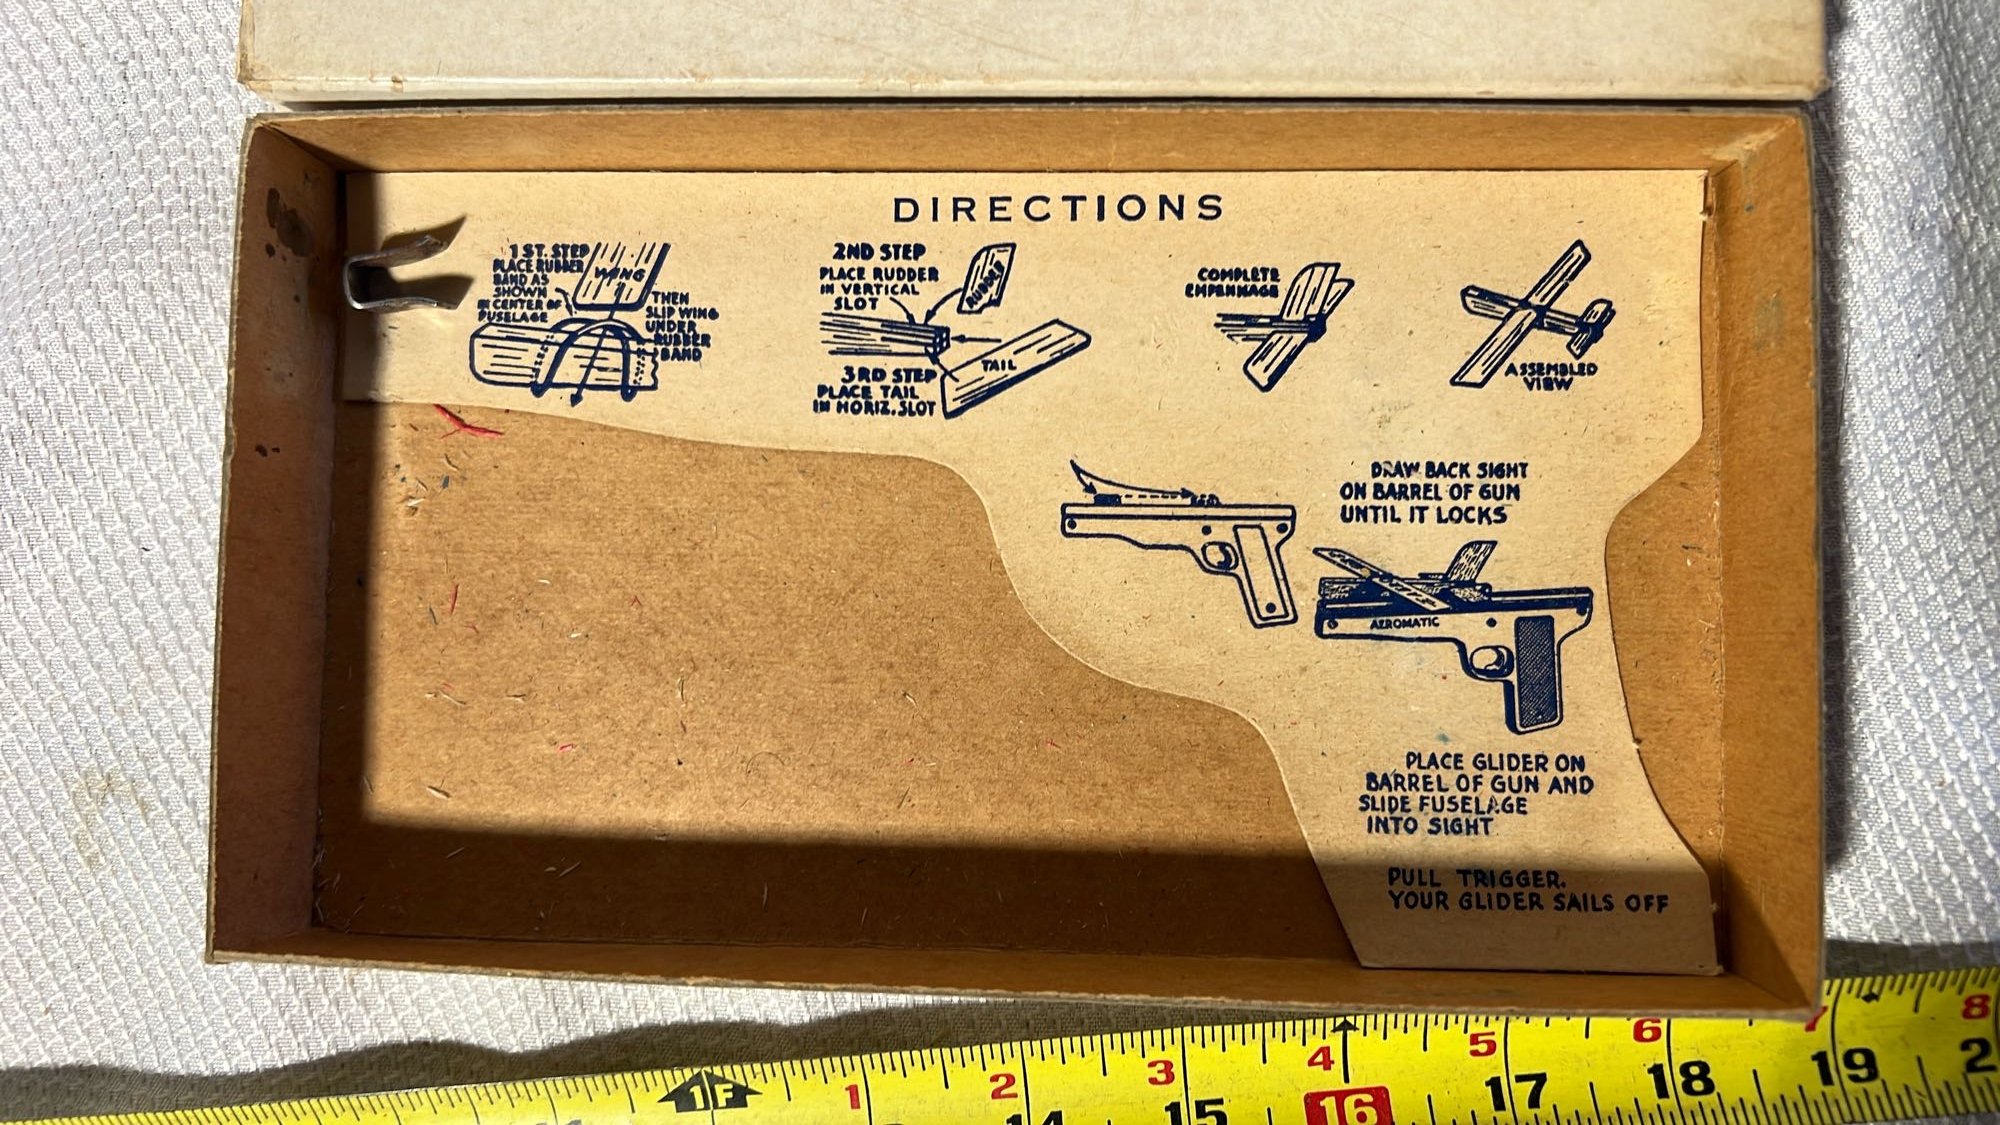 DIRECTIONS
1ST. STEP
PLACE RUBBER
BAND AS
SHOWN
IN CENTER OF
FUSELAGE
WING
THEN
SLIP WING
UNDER
RUBBER
BAND
2ND STEP
PLACE RUDDER
IN VERTICAL
SLOT
RUDDER
TAIL
3RD STEP
PLACE TAIL
IN HORIZ. SLOT
COMPLETE
EMPENNAGE
ASSEMBLED
VIEW
DRAW BACK SIGHT
ON BARREL OF GUN
UNTIL IT LOCKS
AEROMATIC
PLACE GLIDER ON
BARREL OF GUN AND
SLIDE FUSELAGE
INTO SIGHT
PULL TRIGGER.
YOUR GLIDER SAILS OFF
1F 1 2 3 4 5 6 7 8
14 15 16 17 18 19